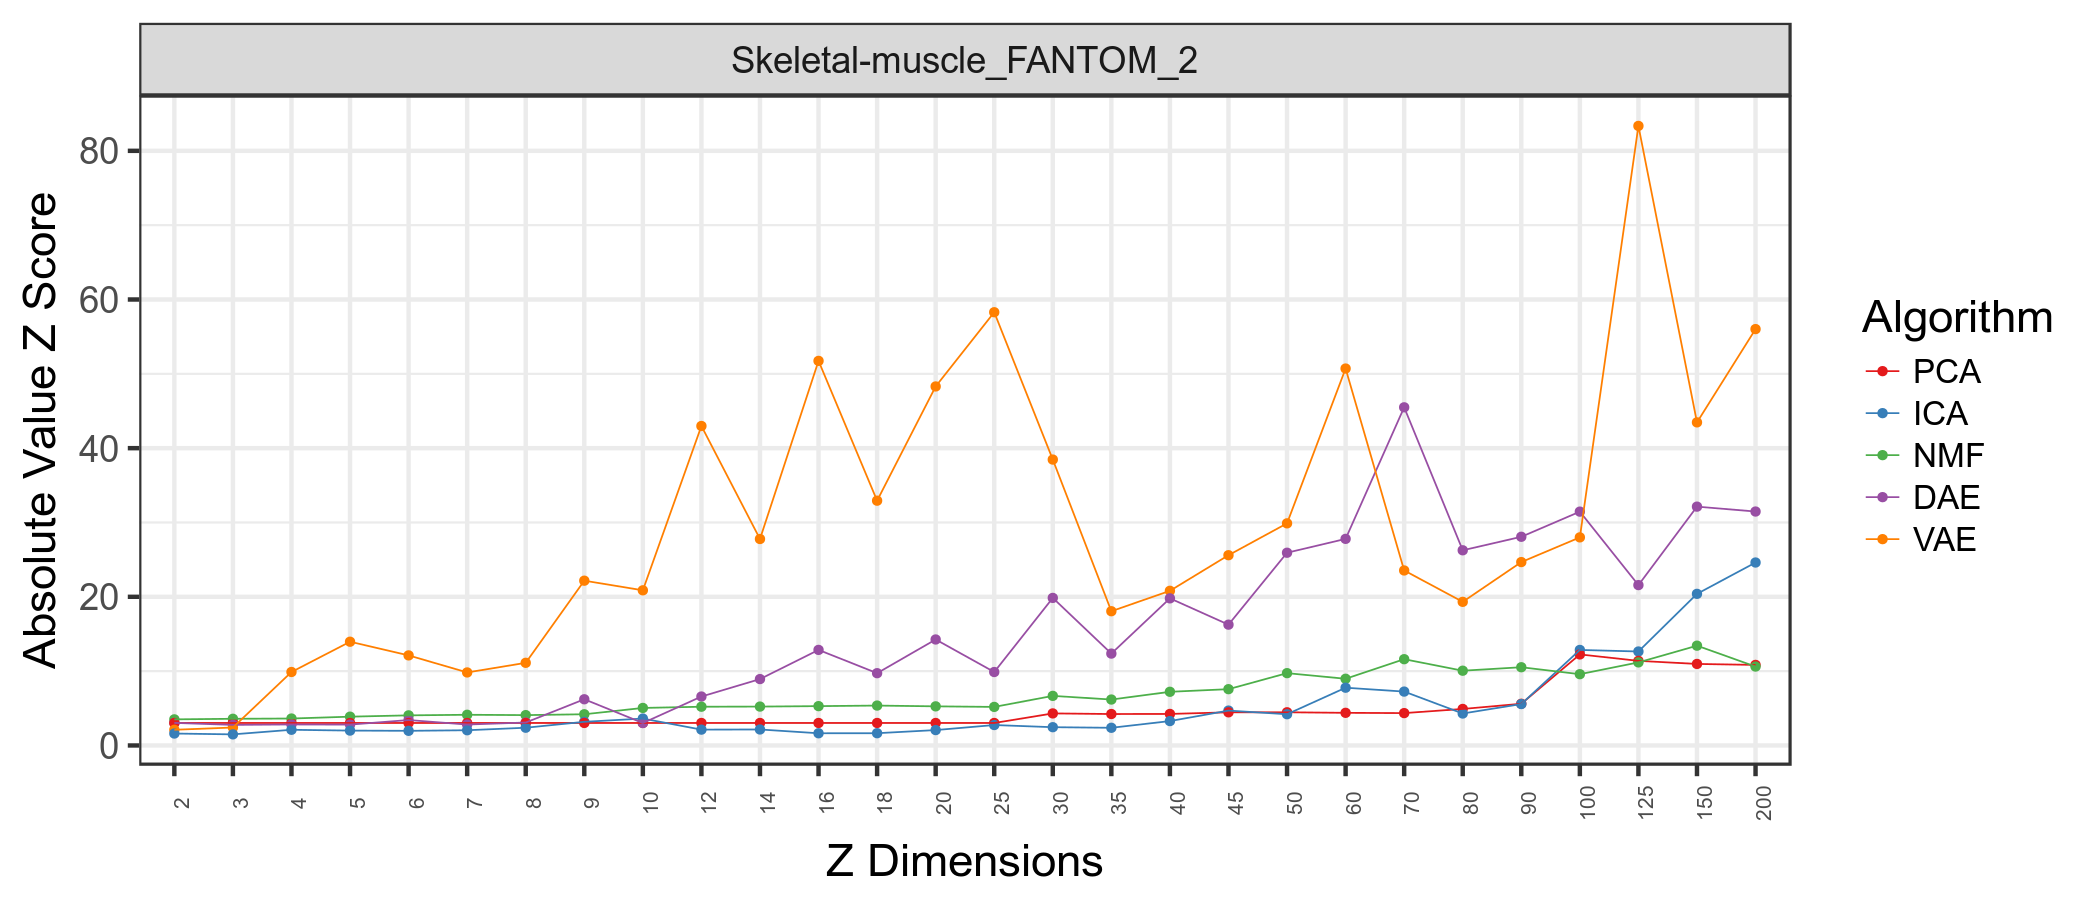 Skeletal-muscle_FANTOM_2
Absolute Value Z Score
80
60
40
20
0
2 3 4 5 6 7 8 9 10 12 14 16 18 20 25 30 35 40 45 50 60 70 80 90 100 125 150 200
Z Dimensions
Algorithm
PCA
ICA
NMF
DAE
VAE